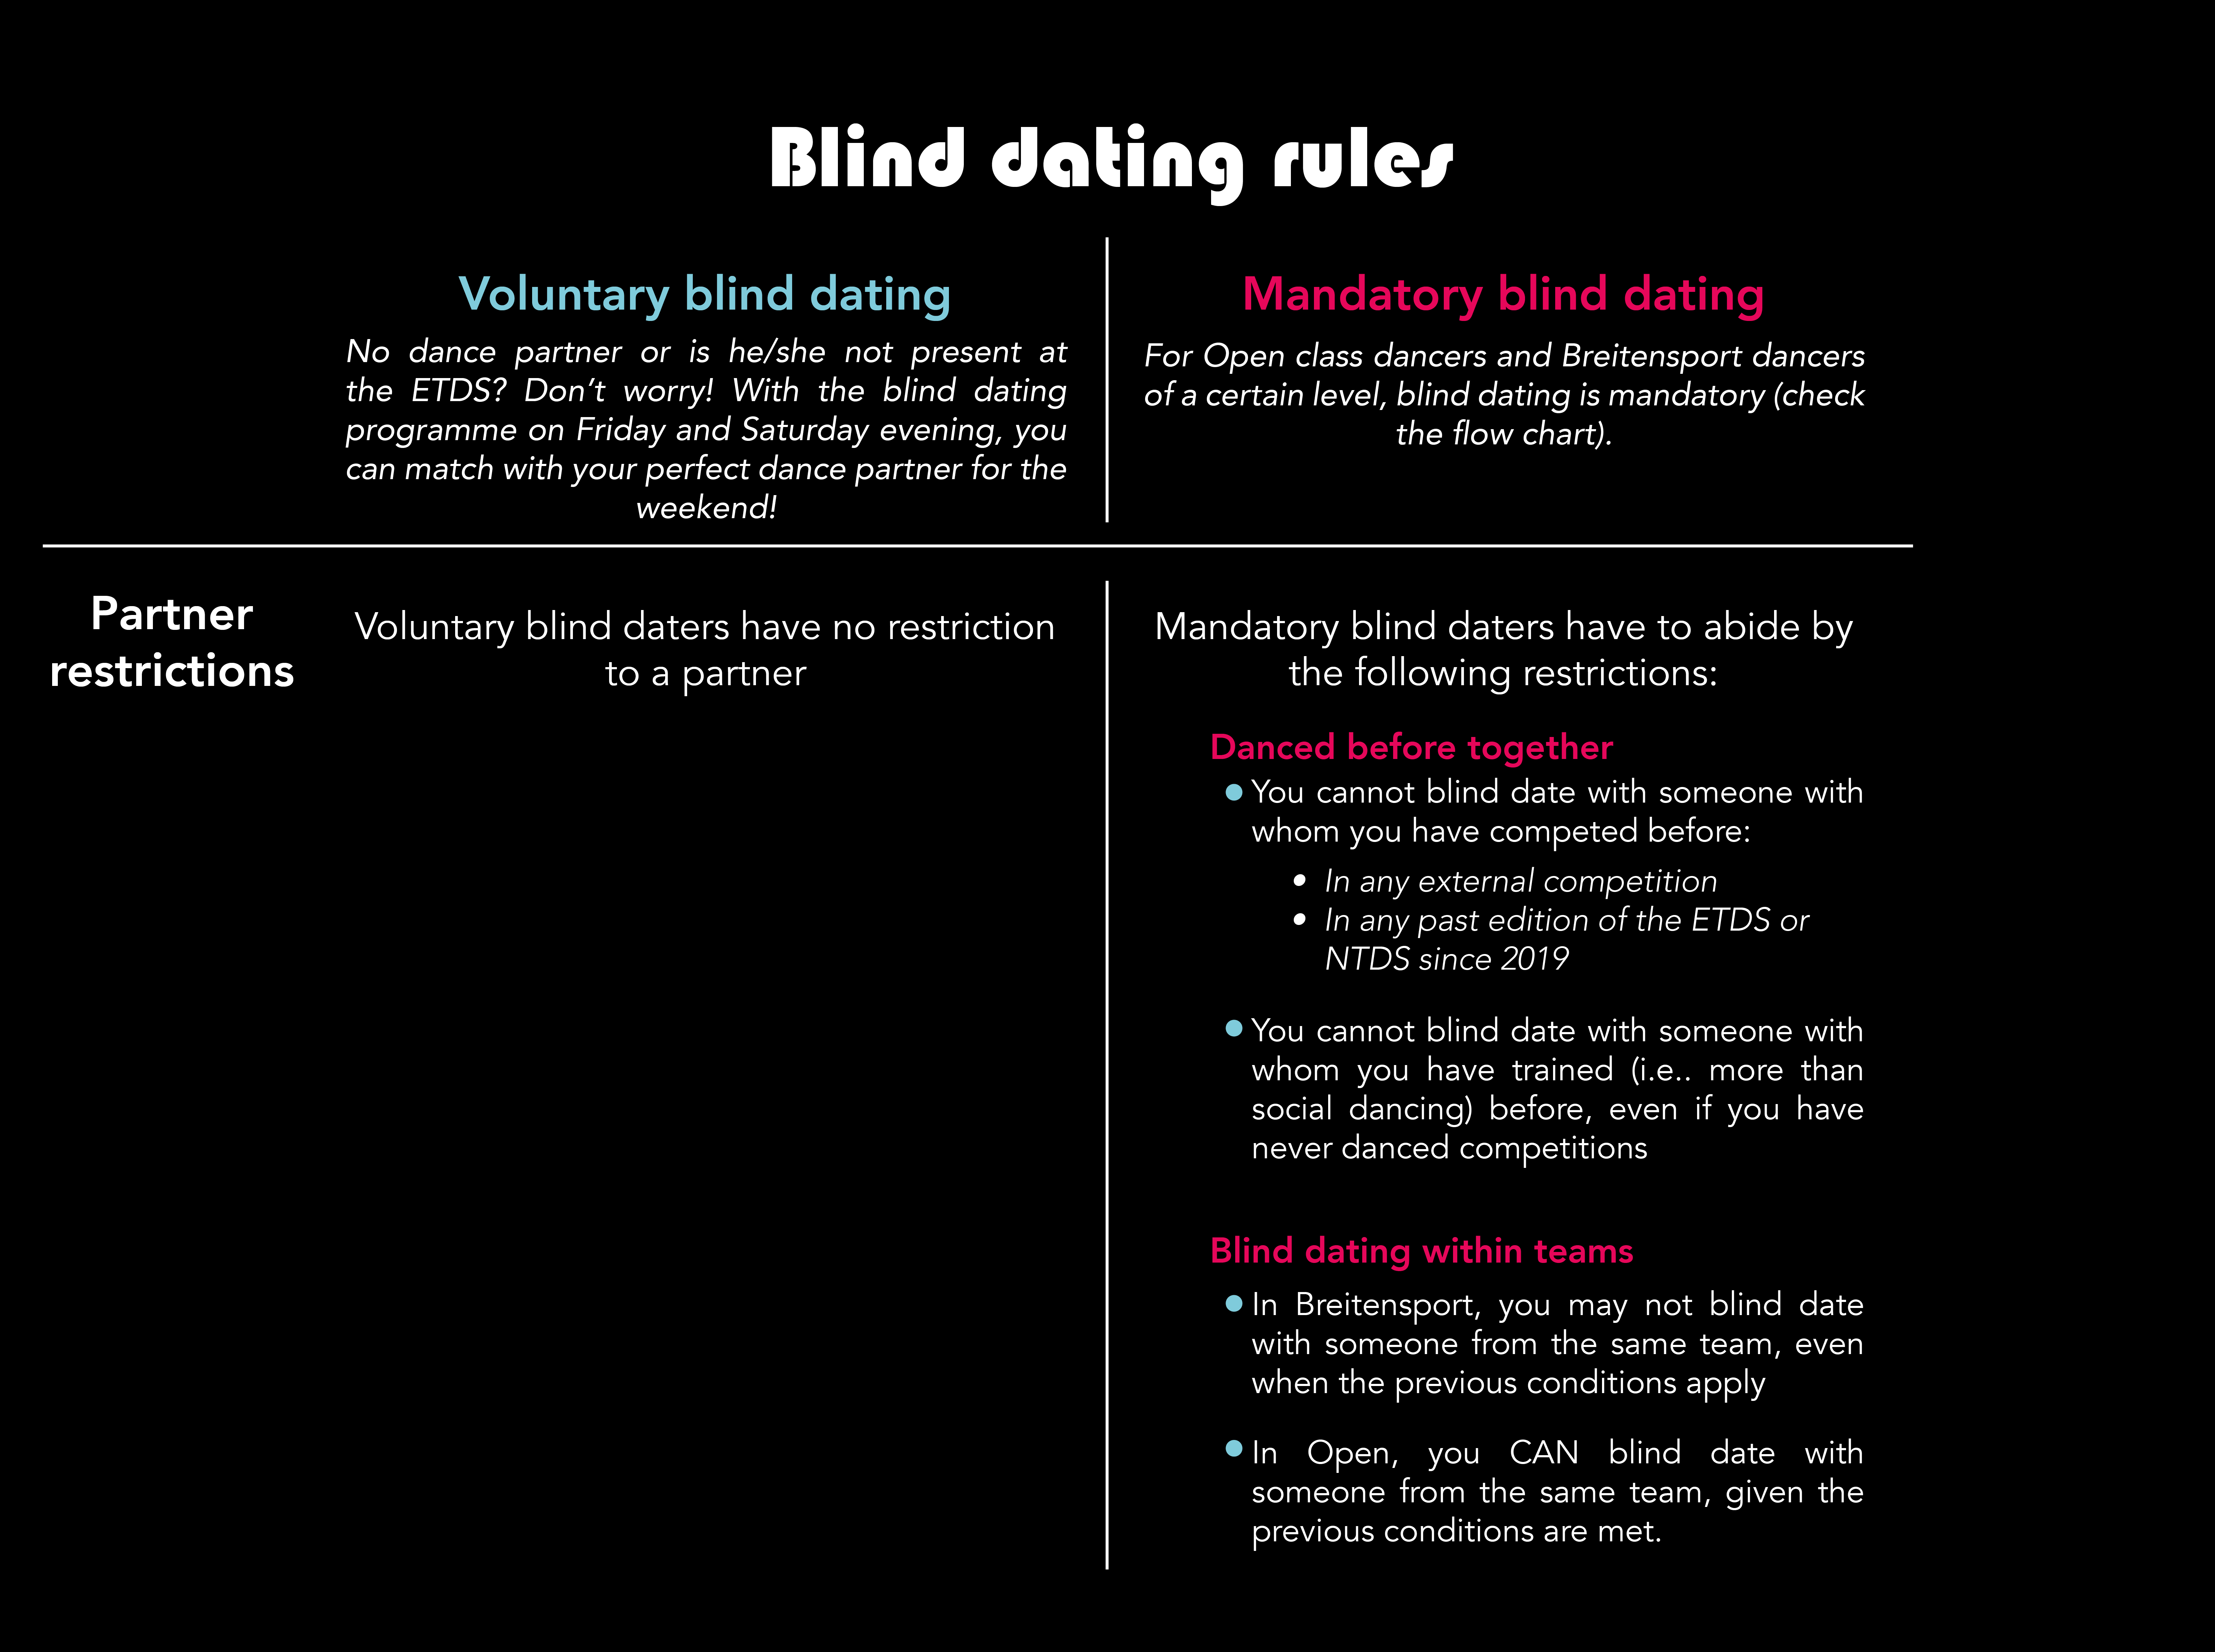 Blind dating rules
Voluntary blind dating
No dance partner or is he/she not present at
the ETDS? Don't worry! With the blind dating
programme on Friday and Saturday evening, you
can match with your perfect dance partner for the
weekend!
Mandatory blind dating
For Open class dancers and Breitensport dancers
of a certain level, blind dating is mandatory (check
the flow chart).
Partner
restrictions
Voluntary blind daters have no restriction
to a partner
Mandatory blind daters have to abide by
the following restrictions:
Danced before together
● You cannot blind date with someone with
whom you have competed before:
• In any external competition
• In any past edition of the ETDS or
NTDS since 2019
● You cannot blind date with someone with
whom you have trained (i.e.. more than
social dancing) before, even if you have
never danced competitions
Blind dating within teams
● In Breitensport, you may not blind date
with someone from the same team, even
when the previous conditions apply
● In Open, you CAN blind date with
someone from the same team, given the
previous conditions are met.